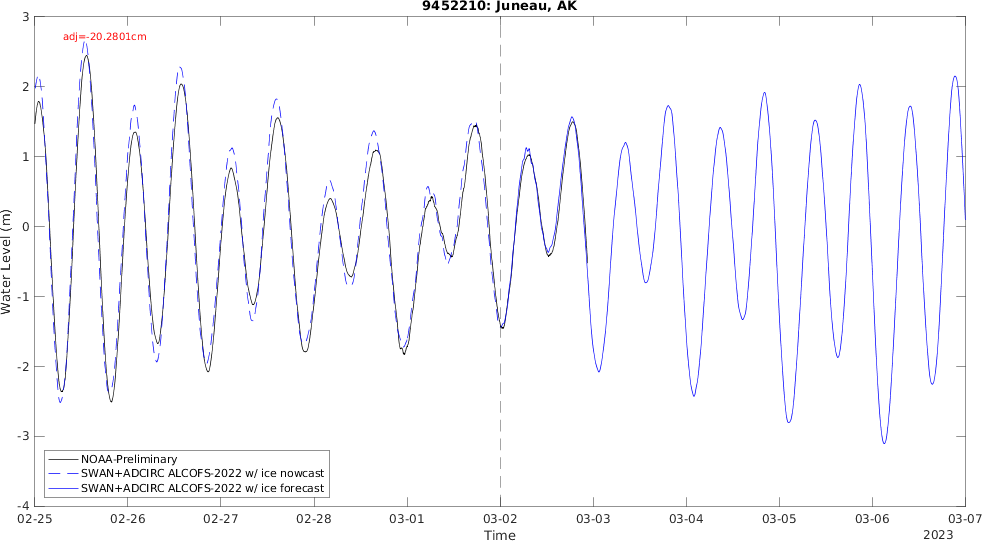 9452210: Juneau, AK
adj=-20.2801cm
3
2
1
0
-1
-2
-3
-4
Water Level (m)
NOAA-Preliminary
SWAN+ADCIRC ALCOFS-2022 w/ ice nowcast
SWAN+ADCIRC ALCOFS-2022 w/ ice forecast
02-25 02-26 02-27 02-28 03-01 03-02 03-03 03-04 03-05 03-06 03-07
Time
2023